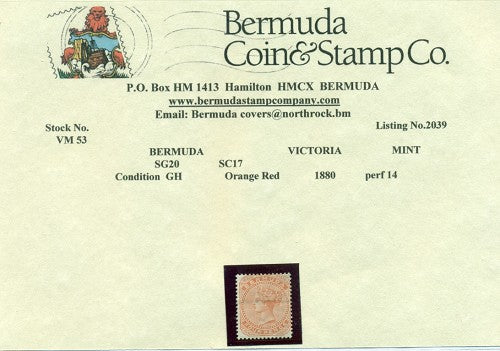 Bermuda
Coin & Stamp Co.
P.O. Box HM 1413 Hamilton HMCX BERMUDA
www.bermudastampcompany.com
Email: Bermuda covers@northrock.bm
Stock No. Listing No.2039
VM 53
BERMUDA VICTORIA MINT
SG20 SC17
Condition GH Orange Red 1880 perf 14
BERMUDA